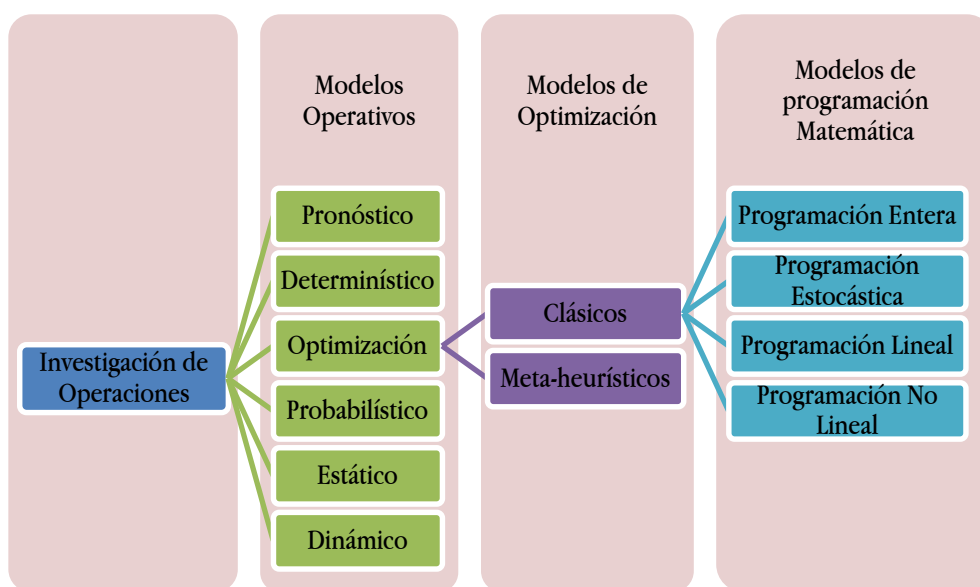 Modelos
Operativos
Modelos de
Optimización
Modelos de
programación
Matemática
Investigación de
Operaciones
Pronóstico
Determinístico
Optimización
Probabilístico
Estático
Dinámico
Clásicos
Meta-heurísticos
Programación Entera
Programación
Estocástica
Programación Lineal
Programación No
Lineal